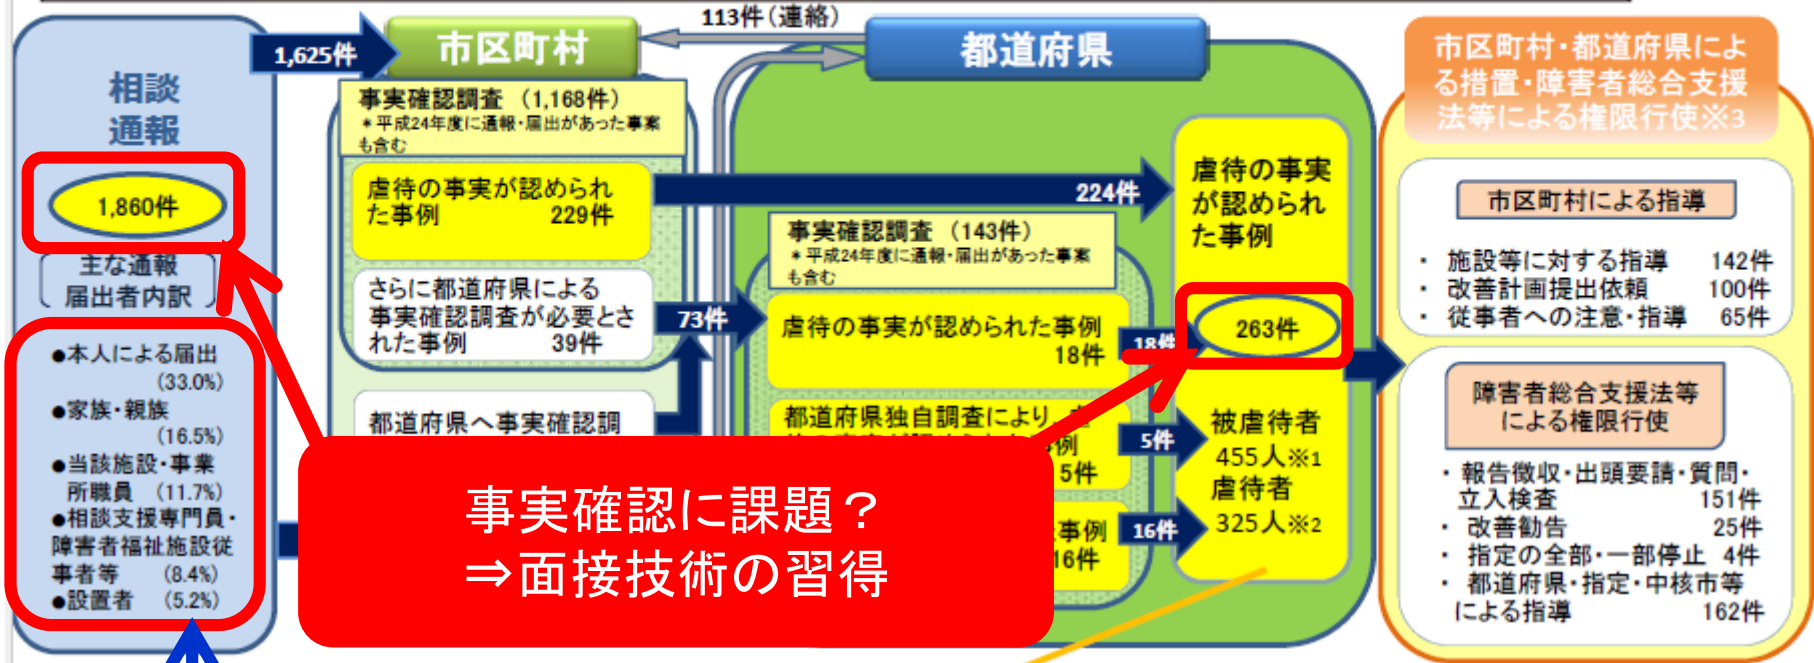 113件（連絡）
1,625件
市区町村
都道府県
市区町村・都道府県によ
る措置・障害者総合支援
法等による権限行使※3
相談
通報
1,860件
主な通報
届出者内訳
●本人による届出
(33.0%)
●家族・親族
(16.5%)
●当該施設・事業
所職員 (11.7%)
●相談支援専門員・
障害者福祉施設従
事者等 (8.4%)
●設置者 (5.2%)
事実確認調査 （1,168件）
＊平成24年度に通報・届出があった事案
も含む
虐待の事実が認められ
た事例 229件
さらに都道府県による
事実確認調査が必要とさ
れた事例 39件
都道府県へ事実確認調
73件
224件
事実確認調査 （143件）
＊平成24年度に通報・届出があった事案
も含む
虐待の事実が認められた事例
18件
都道府県独自調査により、
例
5件
事例
16件
18件
5件
16件
虐待の事実
が認められ
た事例
263件
被虐待者
455人※1
虐待者
325人※2
事実確認に課題？
⇒面接技術の習得
市区町村による指導
・ 施設等に対する指導 142件
・ 改善計画提出依頼 100件
・ 従事者への注意・指導 65件
障害者総合支援法等
による権限行使
・ 報告徴収・出頭要請・質問・
立入検査 151件
・ 改善勧告 25件
・ 指定の全部・一部停止 4件
・ 都道府県・指定・中核市等
による指導 162件